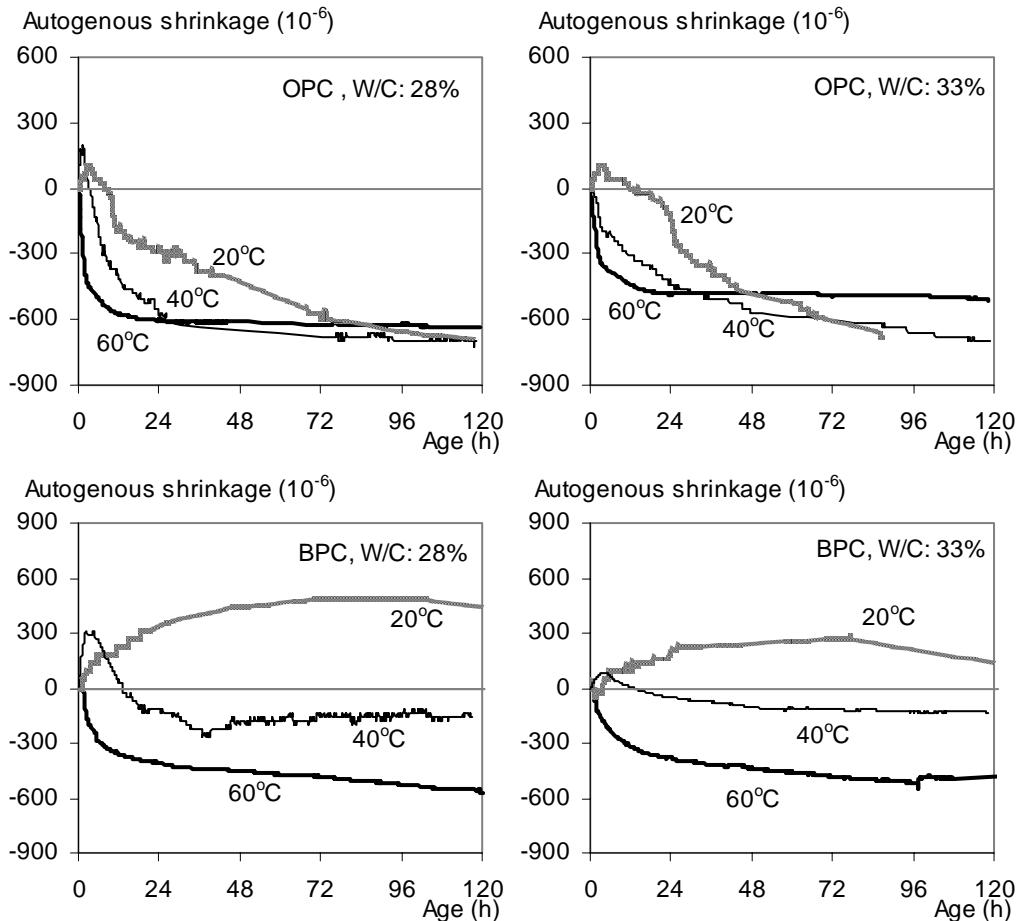 Autogenous shrinkage (10⁻⁶)
600
300
0
-300
-600
-900
OPC , W/C: 28%
20°C
40°C
60°C
0 24 48 72 96 120
Age (h)
Autogenous shrinkage (10⁻⁶)
600
300
0
-300
-600
-900
OPC, W/C: 33%
20°C
60°C
40°C
0 24 48 72 96 120
Age (h)
Autogenous shrinkage (10⁻⁶)
900
600
300
0
-300
-600
-900
BPC, W/C: 28%
20°C
40°C
60°C
0 24 48 72 96 120
Age (h)
Autogenous shrinkage (10⁻⁶)
900
600
300
0
-300
-600
-900
BPC, W/C: 33%
20°C
40°C
60°C
0 24 48 72 96 120
Age (h)